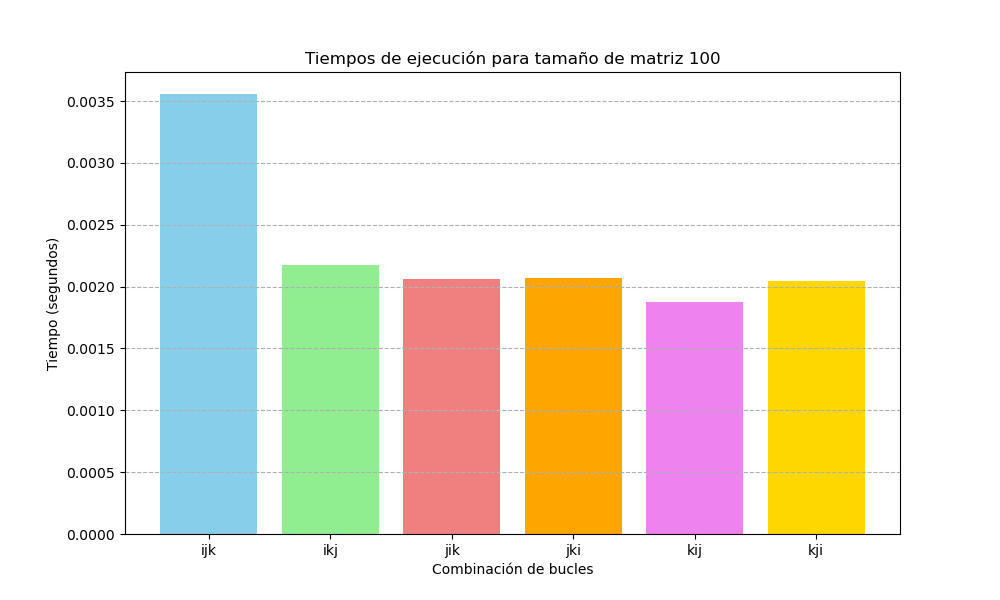 Tiempos de ejecución para tamaño de matriz 100
Tiempo (segundos)
0.0035
0.0030
0.0025
0.0020
0.0015
0.0010
0.0005
0.0000
ijk ikj jik jki kij kji
Combinación de bucles